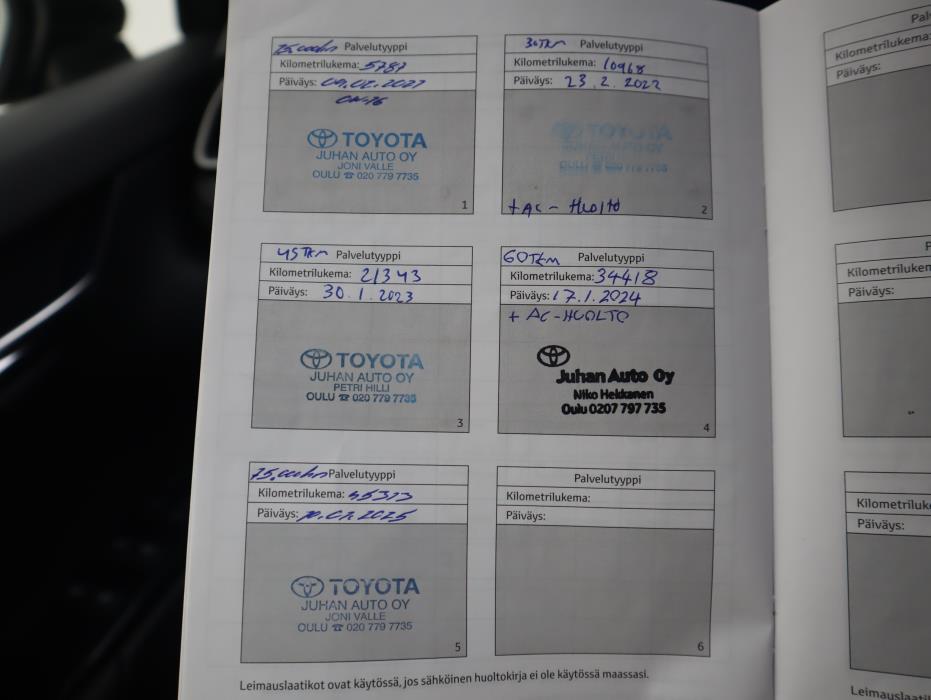 Palvelutyyppi
Kilometrilukema: 5787
Päiväys:
TOYOTA
JUHAN AUTO OY
JONI VALLE
OULU ☎ 020 779 7735
1
30Tkm Palvelutyyppi
Kilometrilukema: 10968
Päiväys: 23.2.2022
TOYOTA
+ AC - Huolto
2
45Tkm Palvelutyyppi
Kilometrilukema: 21343
Päiväys: 30.1.2023
TOYOTA
JUHAN AUTO OY
PETRI HILLI
OULU ☎ 020 779 7735
3
60Tkm Palvelutyyppi
Kilometrilukema: 34418
Päiväys: 17.1.2024
+ AC-HUOLTO
Juhan Auto Oy
Niko Heikkanen
Oulu 0207 797 735
4
Palvelutyyppi
Kilometrilukema: 45373
Päiväys:
TOYOTA
JUHAN AUTO OY
JONI VALLE
OULU ☎ 020 779 7735
5
Palvelutyyppi
Kilometrilukema:
Päiväys:
6
Leimauslaatikot ovat käytössä, jos sähköinen huoltokirja ei ole käytössä maassasi.
Kilometrilukema:
Päiväys:
Päiväys:
Päiväys: